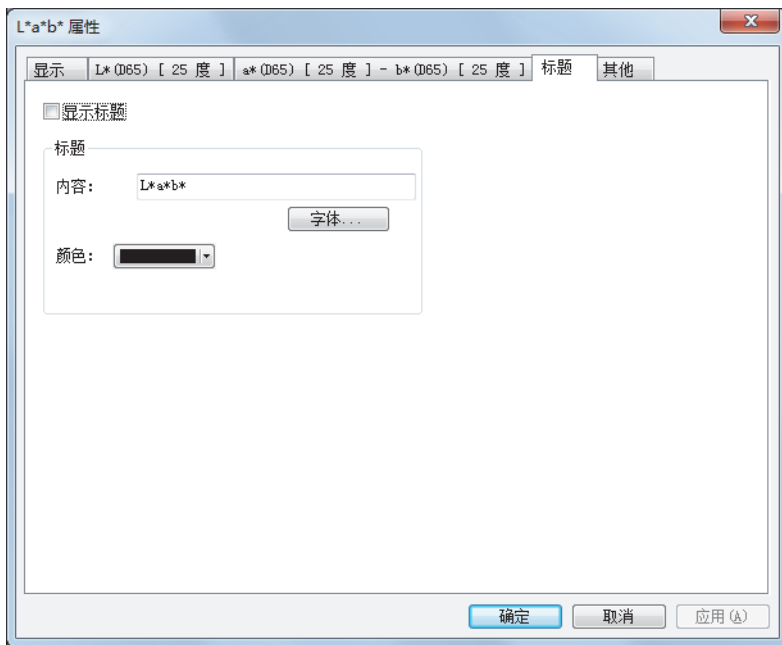 L*a*b* 属性
显示 L*(D65) [ 25 度 ] a*(D65) [ 25 度 ] - b*(D65) [ 25 度 ] 标题 其他
显示标题
标题
内容: L*a*b*
字体...
颜色:
确定 取消 应用(A)